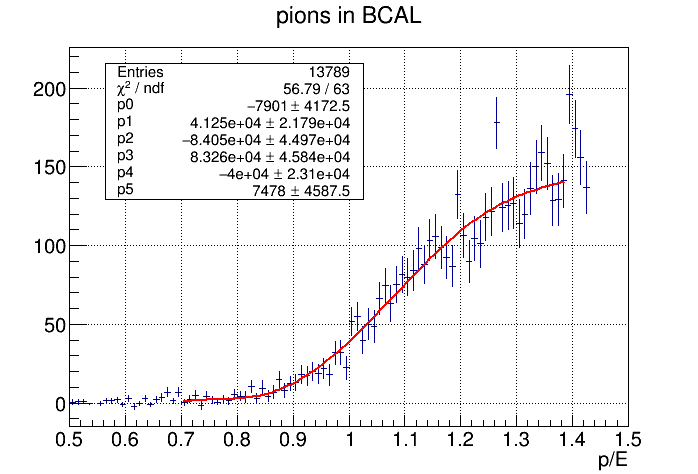 pions in BCAL
Entries 13789
χ² / ndf 56.79 / 63
p0 −7901 ± 4172.5
p1 4.125e+04 ± 2.179e+04
p2 −8.405e+04 ± 4.497e+04
p3 8.326e+04 ± 4.584e+04
p4 −4e+04 ± 2.31e+04
p5 7478 ± 4587.5
200
150
100
50
0
0.5 0.6 0.7 0.8 0.9 1 1.1 1.2 1.3 1.4 1.5
p/E